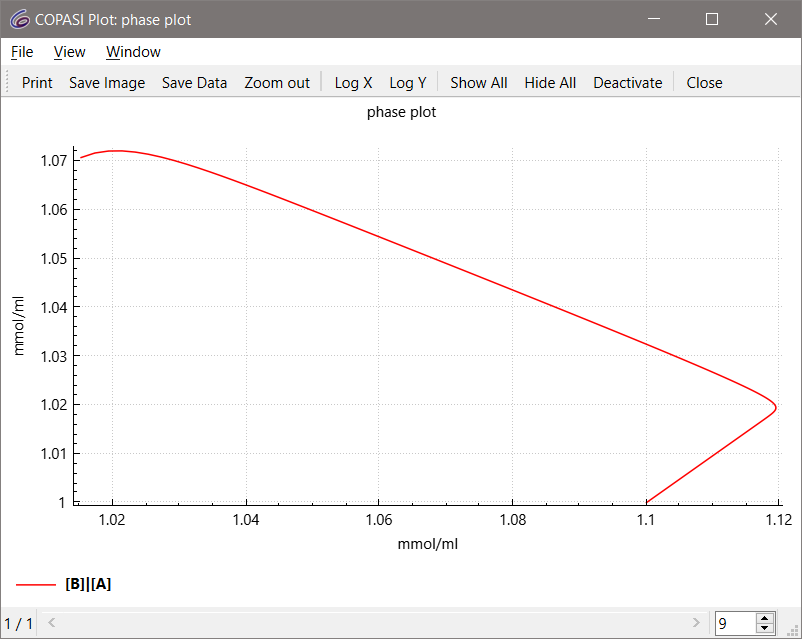 COPASI Plot: phase plot
File View Window
Print Save Image Save Data Zoom out Log X Log Y Show All Hide All Deactivate Close
phase plot
1.07
1.06
1.05
1.04
1.03
1.02
1.01
1
mmol/ml
1.02 1.04 1.06 1.08 1.1 1.12
mmol/ml
[B]|[A]
1 / 1 9